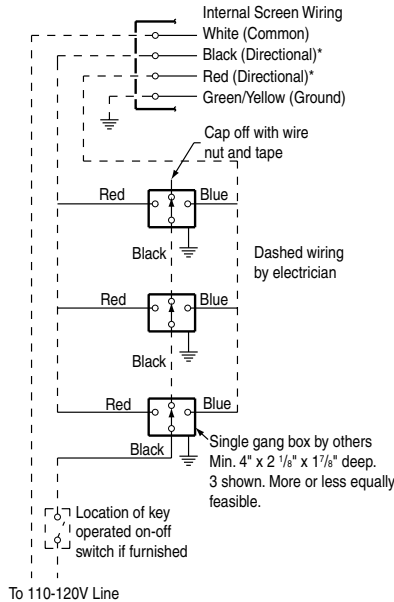 Internal Screen Wiring
White (Common)
Black (Directional)*
Red (Directional)*
Green/Yellow (Ground)
Cap off with wire
nut and tape
Red
Blue
Black
Dashed wiring
by electrician
Red
Blue
Black
Red
Blue
Black
Single gang box by others
Min. 4" x 2 1/8" x 17/8" deep.
3 shown. More or less equally
feasible.
Location of key
operated on-off
switch if furnished
To 110-120V Line